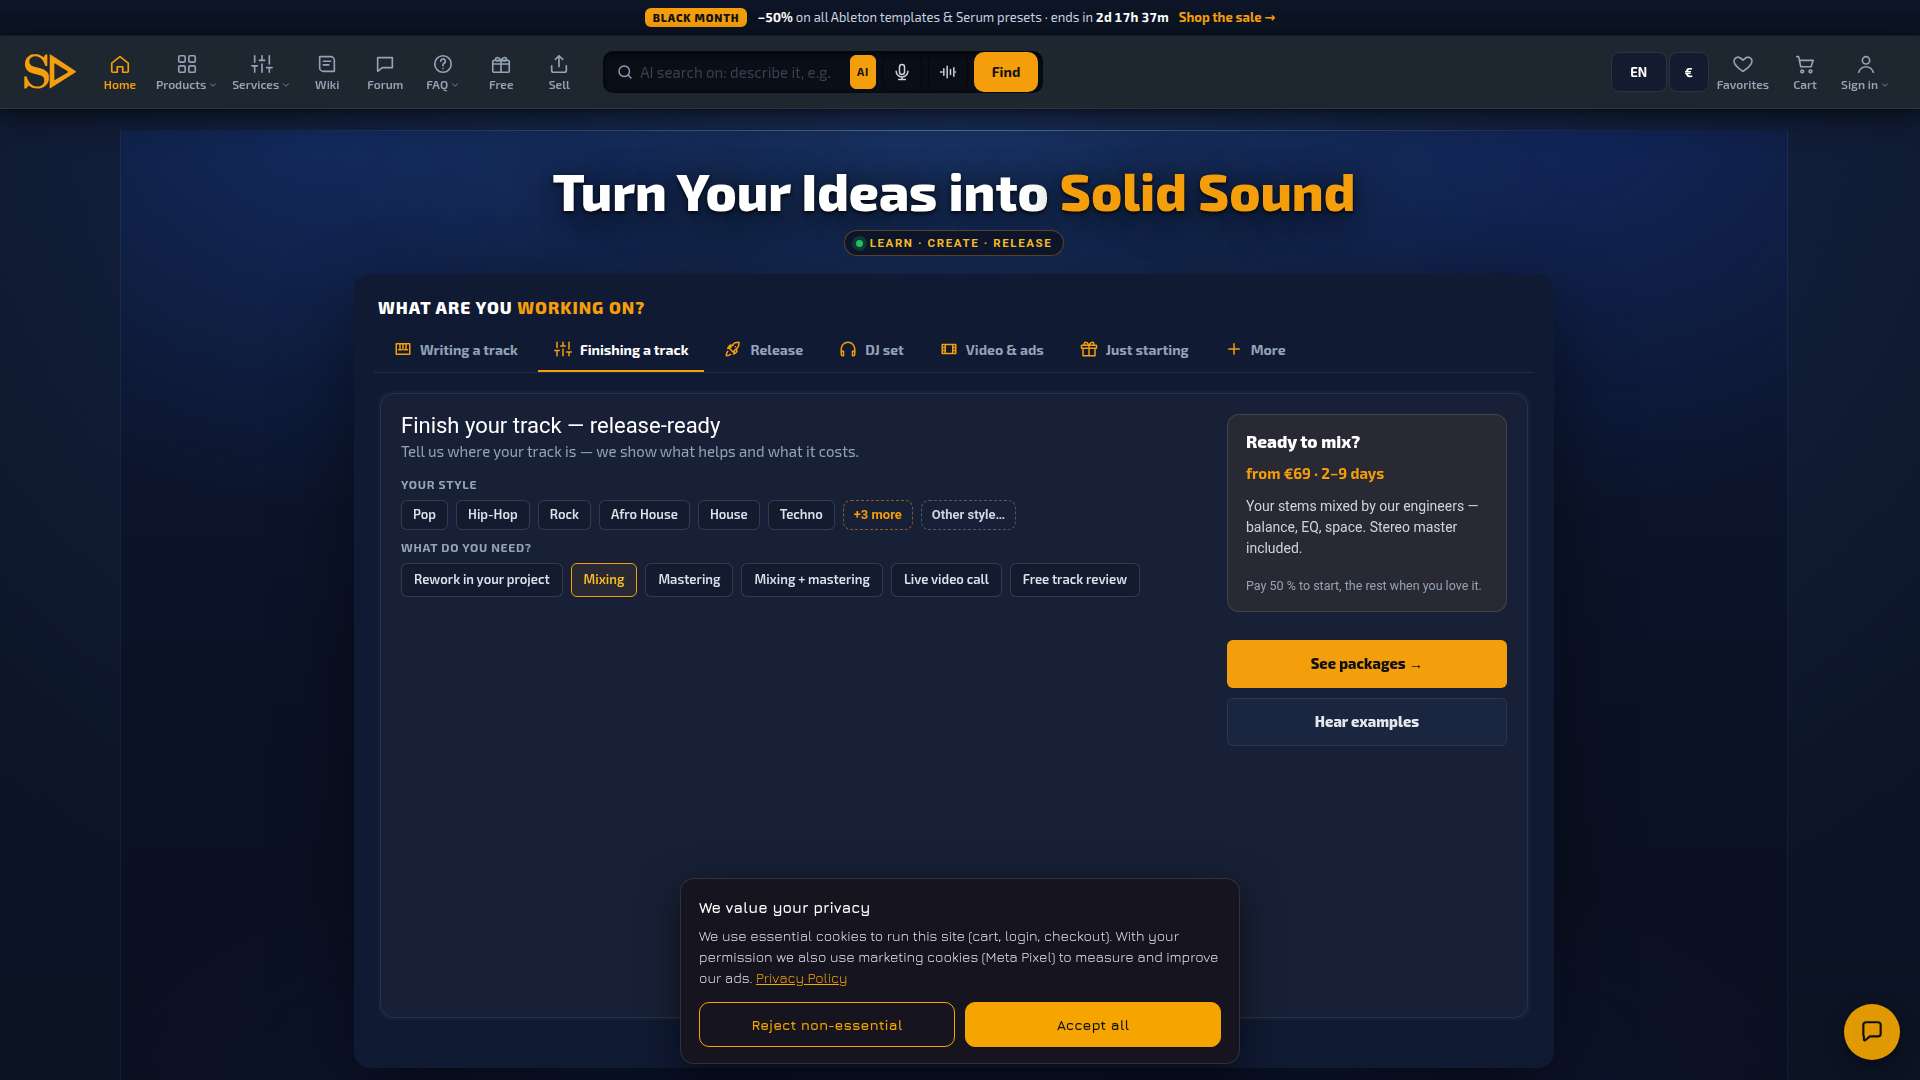 BLACK MONTH −50% on all Ableton templates & Serum presets · ends in 2d 17h 37m Shop the sale →
Home
Products
Services
Wiki
Forum
FAQ
Free
Sell
AI search on: describe it, e.g.
AI
Find
EN
€
Favorites
Cart
Sign in
Turn Your Ideas into Solid Sound
LEARN · CREATE · RELEASE
WHAT ARE YOU WORKING ON?
Writing a track
Finishing a track
Release
DJ set
Video & ads
Just starting
More
Finish your track — release-ready
Tell us where your track is — we show what helps and what it costs.
YOUR STYLE
Pop
Hip-Hop
Rock
Afro House
House
Techno
+3 more
Other style...
WHAT DO YOU NEED?
Rework in your project
Mixing
Mastering
Mixing + mastering
Live video call
Free track review
Ready to mix?
from €69 · 2–9 days
Your stems mixed by our engineers —
balance, EQ, space. Stereo master
included.
Pay 50 % to start, the rest when you love it.
See packages →
Hear examples
We value your privacy
We use essential cookies to run this site (cart, login, checkout). With your
permission we also use marketing cookies (Meta Pixel) to measure and improve
our ads. Privacy Policy
Reject non-essential
Accept all